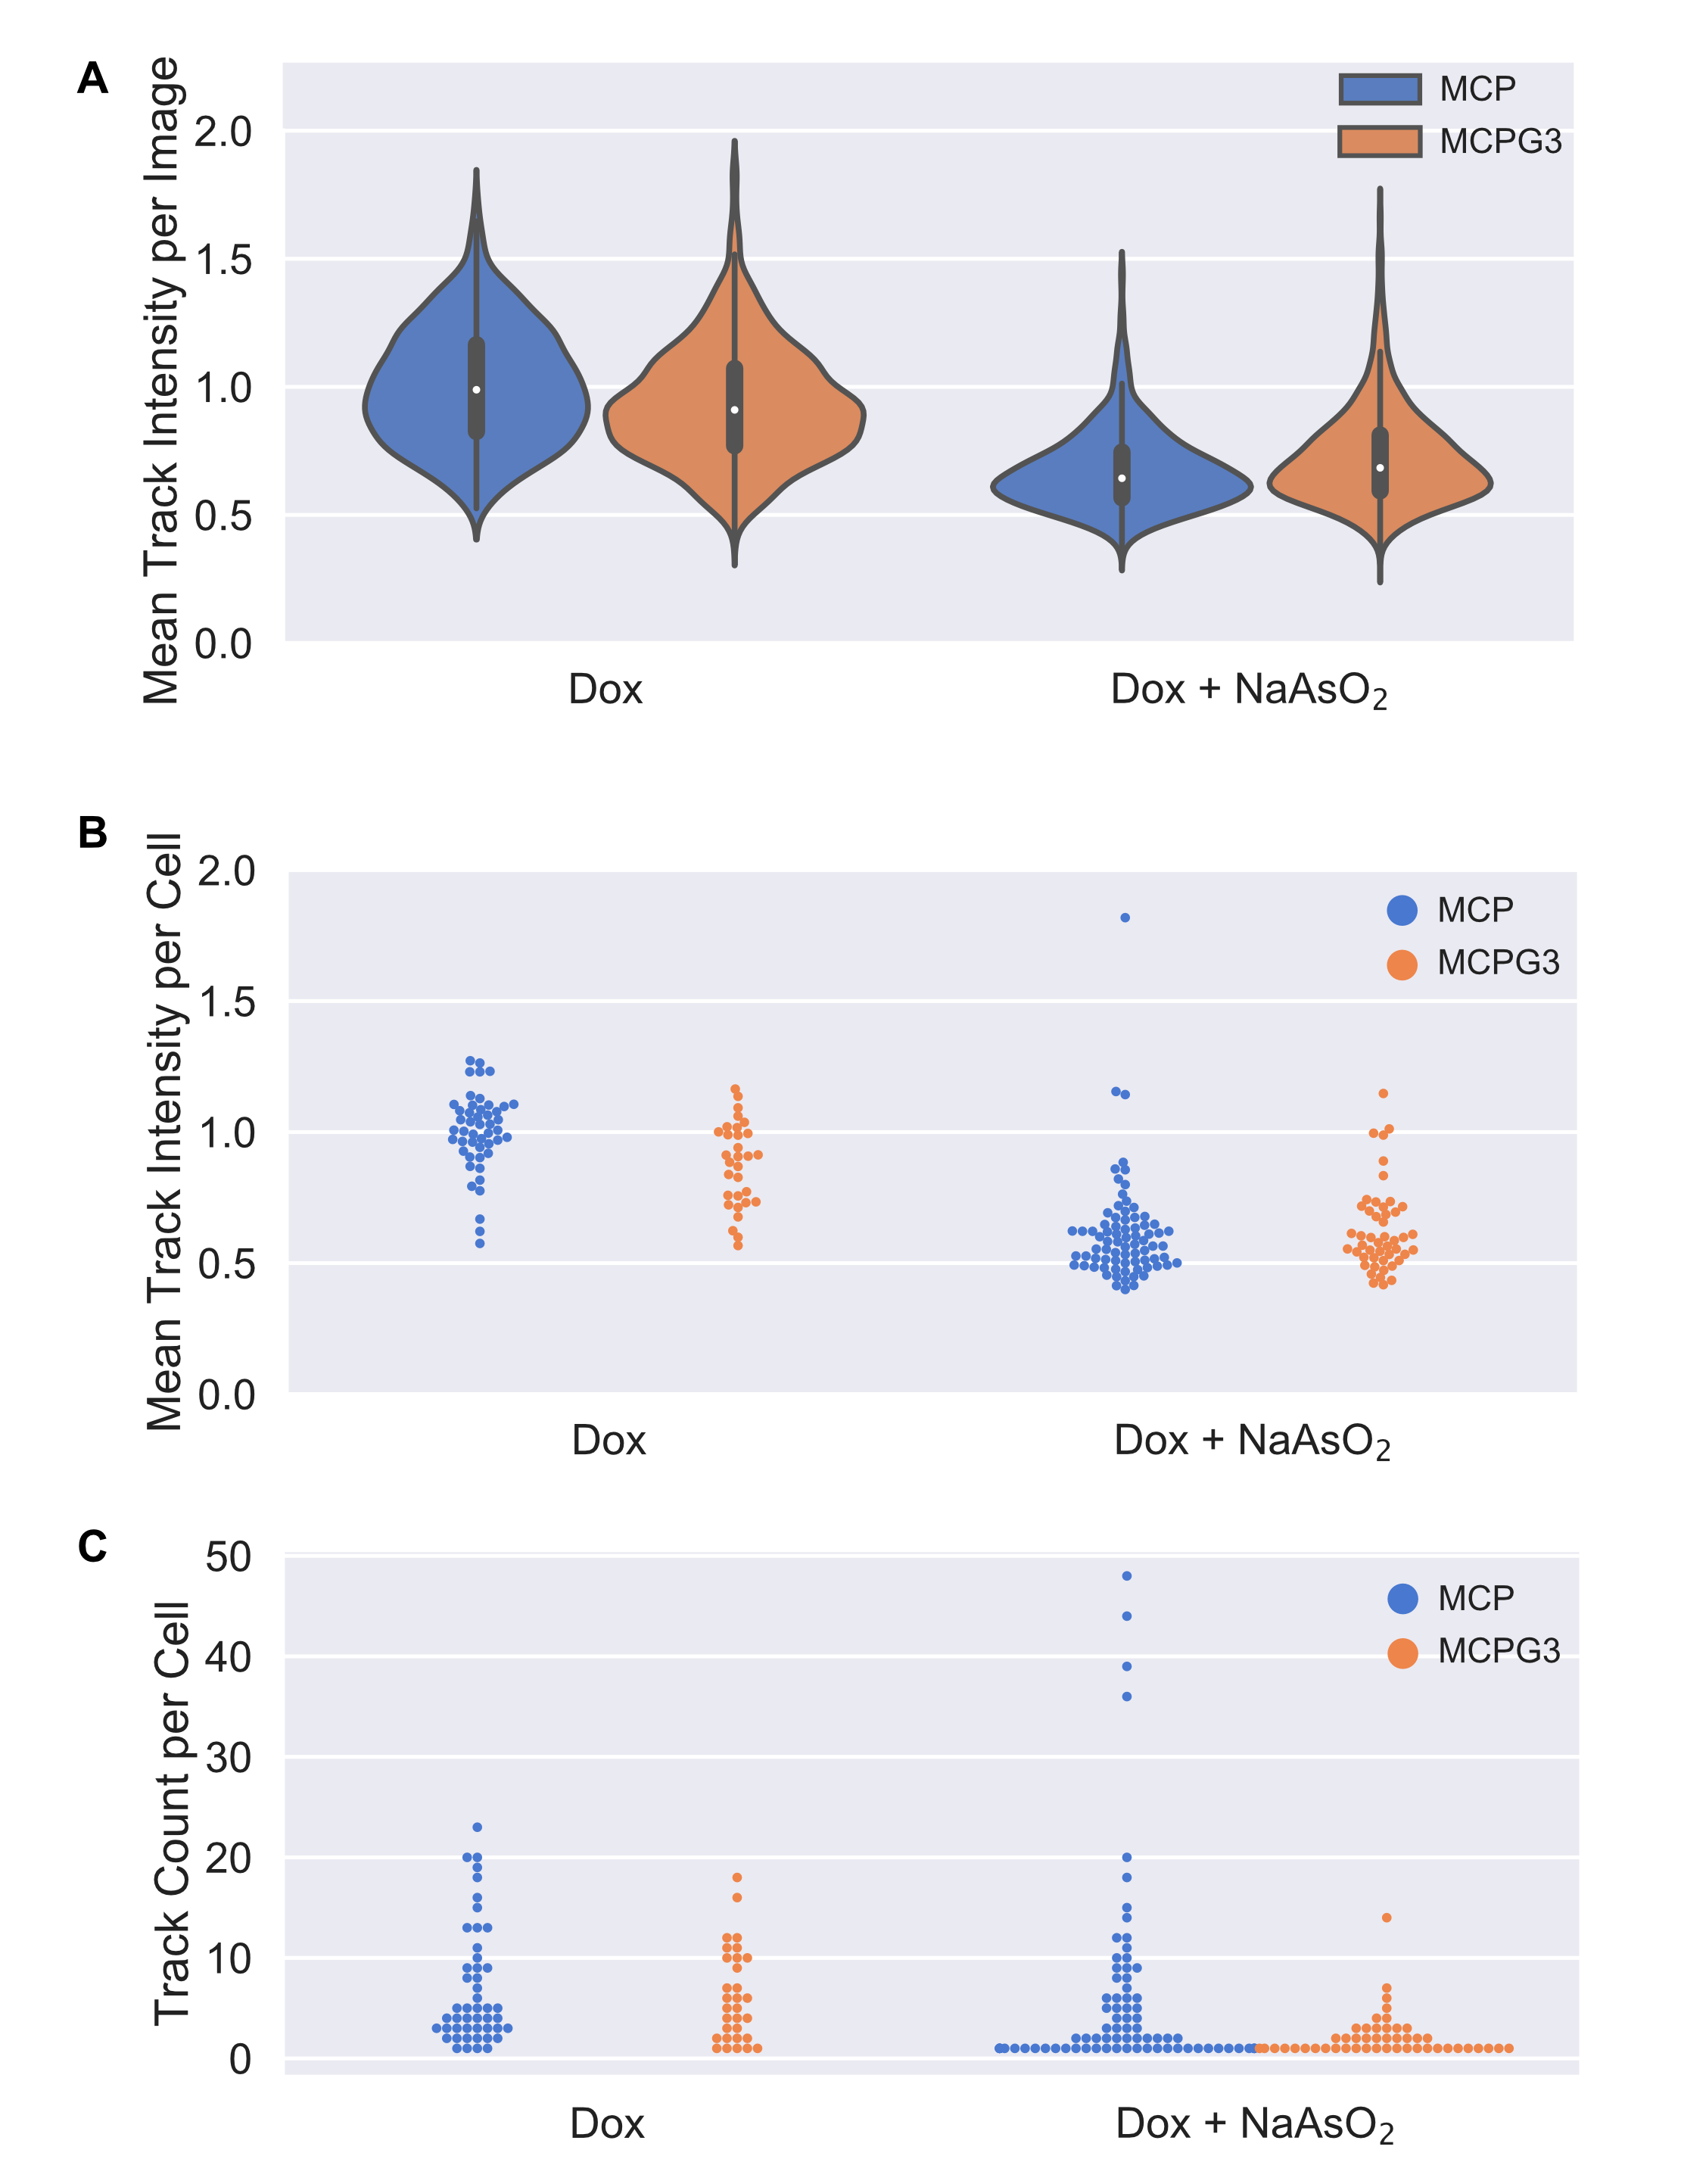 A
Mean Track Intensity per Image
2.0
1.5
1.0
0.5
0.0
MCP
MCPG3
Dox
Dox + NaAsO₂
B
Mean Track Intensity per Cell
2.0
1.5
1.0
0.5
0.0
MCP
MCPG3
Dox
Dox + NaAsO₂
C
Track Count per Cell
50
40
30
20
10
0
MCP
MCPG3
Dox
Dox + NaAsO₂